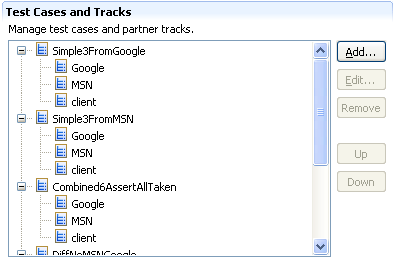 Test Cases and Tracks
Manage test cases and partner tracks.
Simple3FromGoogle
Google
MSN
client
Simple3FromMSN
Google
MSN
client
Combined6AssertAllTaken
Google
MSN
client
DiffNoMSNGoogle
Add...
Edit...
Remove
Up
Down